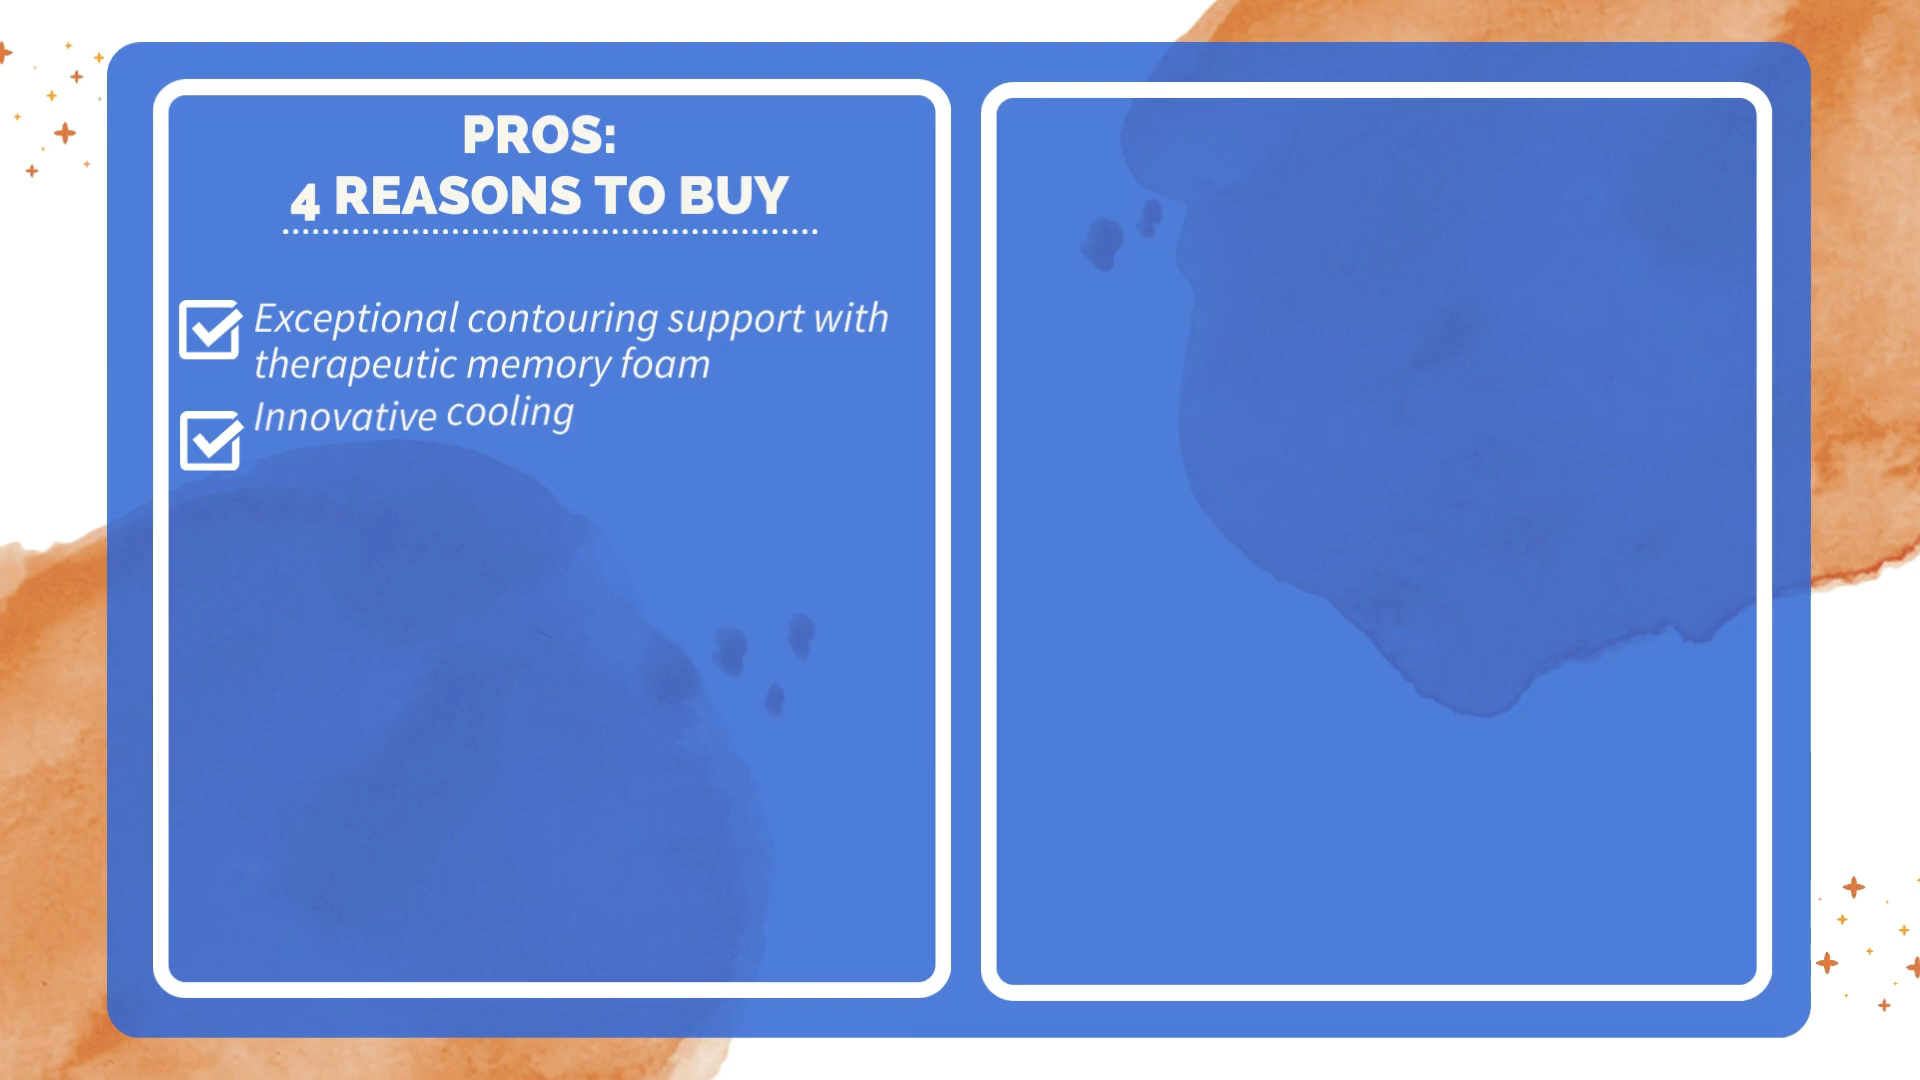 PROS:
4 REASONS TO BUY
Exceptional contouring support with
therapeutic memory foam
Innovative cooling